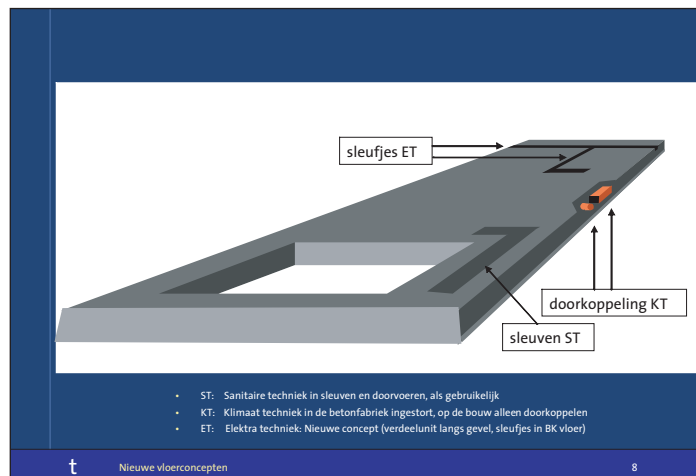 sleufjes ET
doorkoppeling KT
sleuven ST
• ST: Sanitaire techniek in sleuven en doorvoeren, als gebruikelijk
• KT: Klimaat techniek in de betonfabriek ingestort, op de bouw alleen doorkoppelen
• ET: Elektra techniek: Nieuwe concept (verdeelunit langs gevel, sleufjes in BK vloer)
t Nieuwe vloerconcepten 8